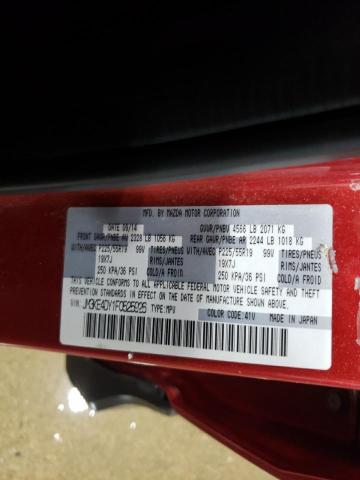 MFD BY MAZDA MOTOR CORPORATION
DATE 09/14 GVWR/PNBV 4566 LB 2071 KG
FRONT GAWR/PNBE AV 2328 LB 1056 KG REAR GAWR/PNBE AR 2244 LB 1018 KG
WITH/AVEC P225/55R19 99V TIRES/PNEUS WITH/AVEC P225/55R19 99V TIRES/PNEUS
19X7J RIMS/JANTES 19X7J RIMS/JANTES
250 KPA/36 PSI COLD/A FROID 250 KPA/36 PSI COLD/A FROID
THIS VEHICLE CONFORMS TO ALL APPLICABLE FEDERAL MOTOR VEHICLE SAFETY,
BUMPER AND THEFT PREVENTION STANDARDS IN EFFECT ON THE DATE OF
MANUFACTURE SHOWN ABOVE.
VIN: JM3KE4DY1F0525925 TYPE:MPV COLOR CODE:41V MADE IN JAPAN